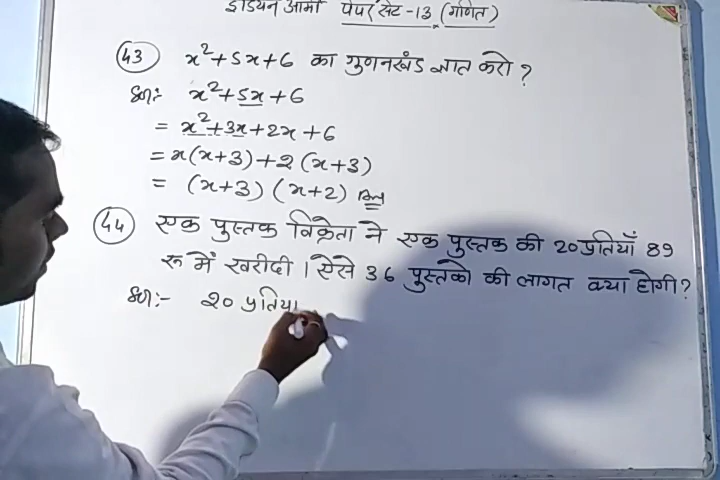 इंडियन आर्मी पेपर सेट-13 (गणित)
43 x²+5x+6 का गुणनखंड ज्ञात करो ?
हल:- x²+5x+6
= x²+3x+2x+6
= x(x+3)+2(x+3)
= (x+3)(x+2) Ans
44 एक पुस्तक विक्रेता ने एक पुस्तक की 20 प्रतियाँ 89
रू में खरीदी । ऐसे 36 पुस्तको की लागत क्या होगी?
हल:- 20 प्रतिया